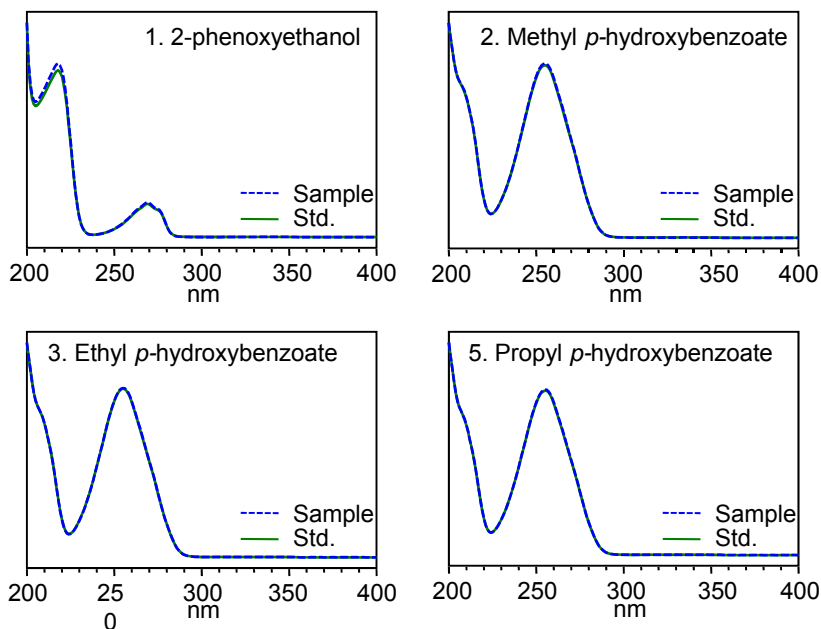 1. 2-phenoxyethanol
Sample
Std.
200 250 300 350 400
nm
2. Methyl p-hydroxybenzoate
Sample
Std.
200 250 300 350 400
nm
3. Ethyl p-hydroxybenzoate
Sample
Std.
200 25 300 350 400
0
nm
5. Propyl p-hydroxybenzoate
Sample
Std.
200 250 300 350 400
nm